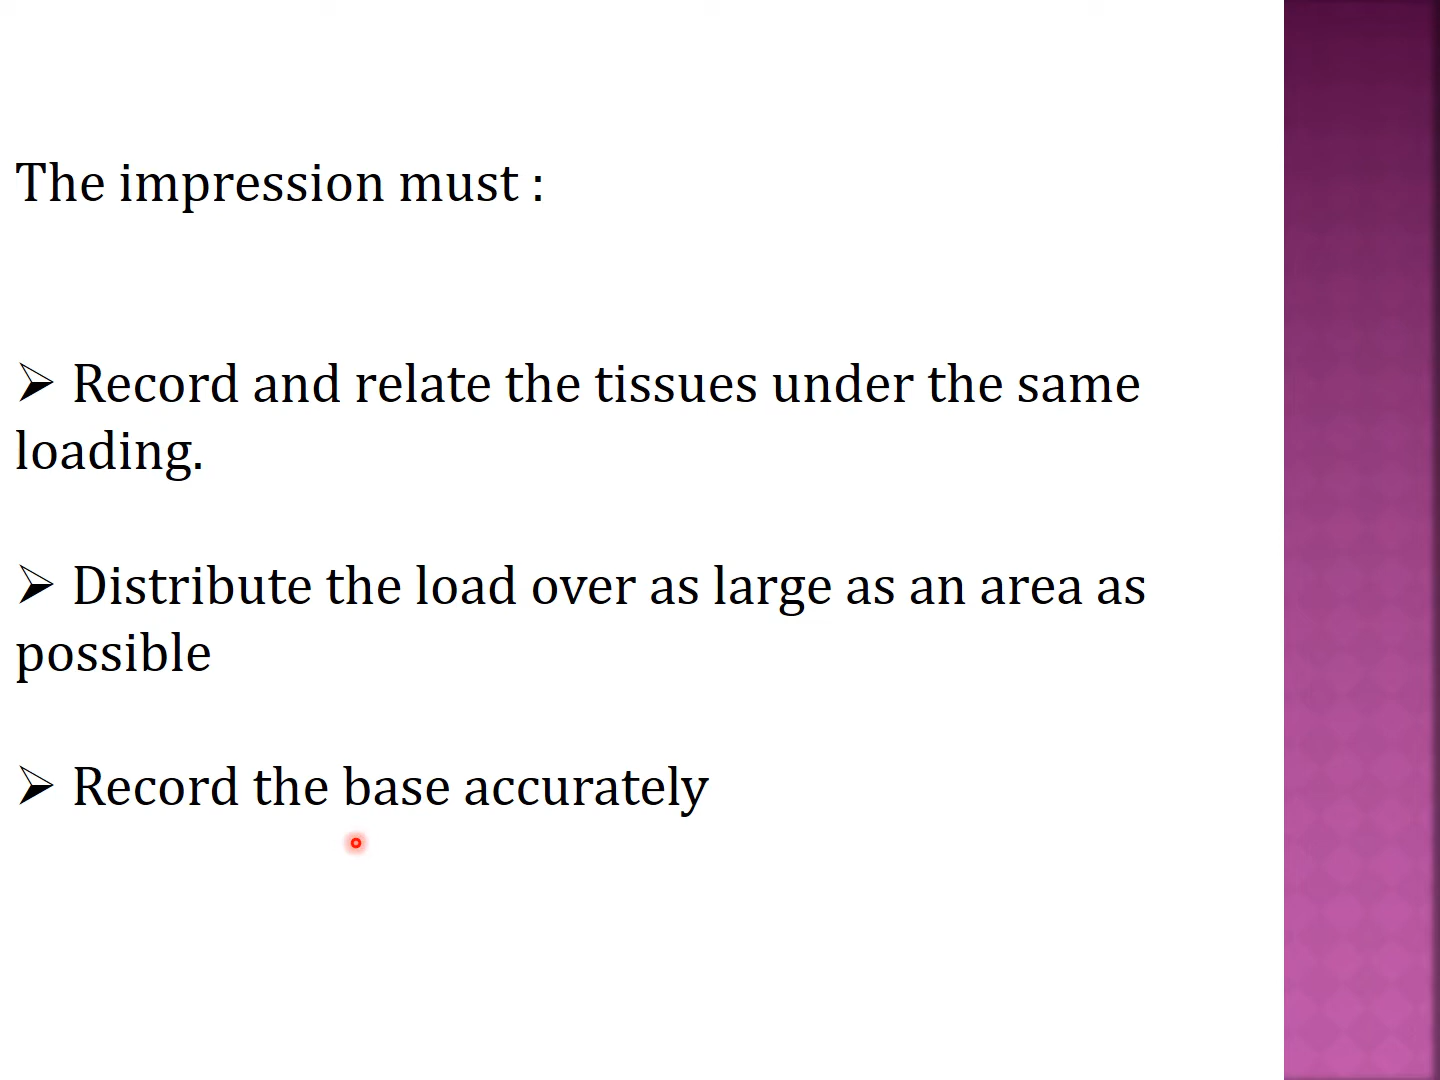 The impression must :
➢ Record and relate the tissues under the same
loading.
➢ Distribute the load over as large as an area as
possible
➢ Record the base accurately